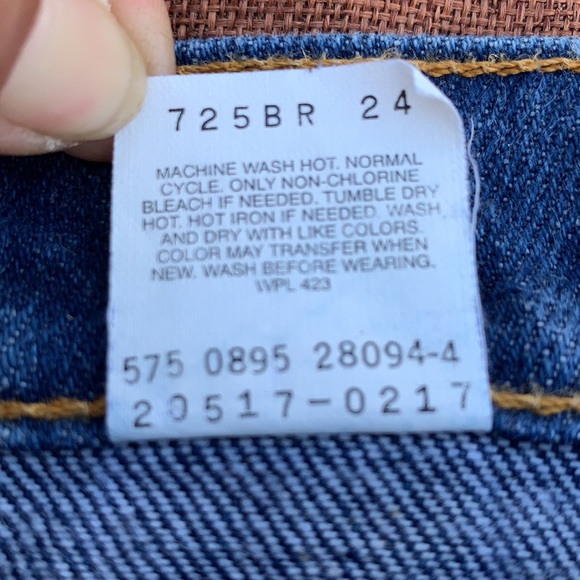 725BR 24
MACHINE WASH HOT. NORMAL
CYCLE. ONLY NON-CHLORINE
BLEACH IF NEEDED. TUMBLE DRY
HOT. HOT IRON IF NEEDED. WASH,
AND DRY WITH LIKE COLORS.
COLOR MAY TRANSFER WHEN
NEW. WASH BEFORE WEARING.
WPL 423
575 0895 28094-4
20517-0217